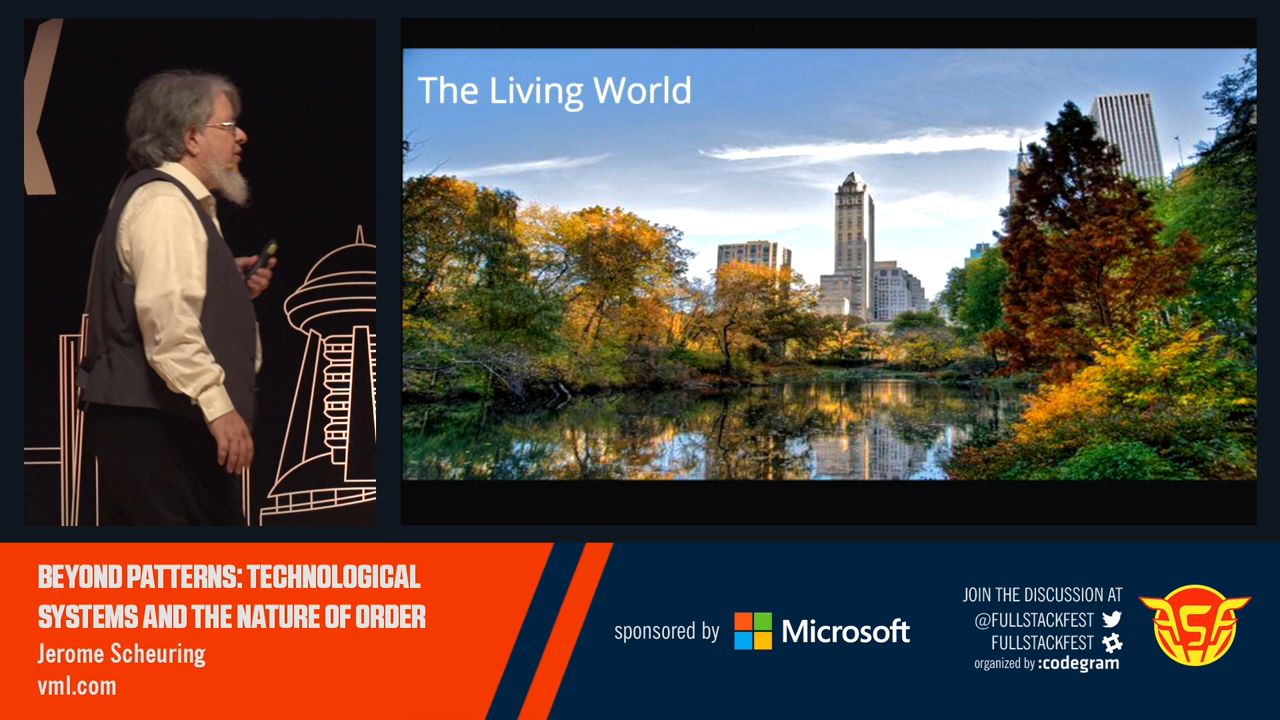 The Living World
BEYOND PATTERNS: TECHNOLOGICAL
SYSTEMS AND THE NATURE OF ORDER
Jerome Scheuring
vml.com
sponsored by Microsoft
JOIN THE DISCUSSION AT
@FULLSTACKFEST
FULLSTACKFEST
organized by :codegram
FSF